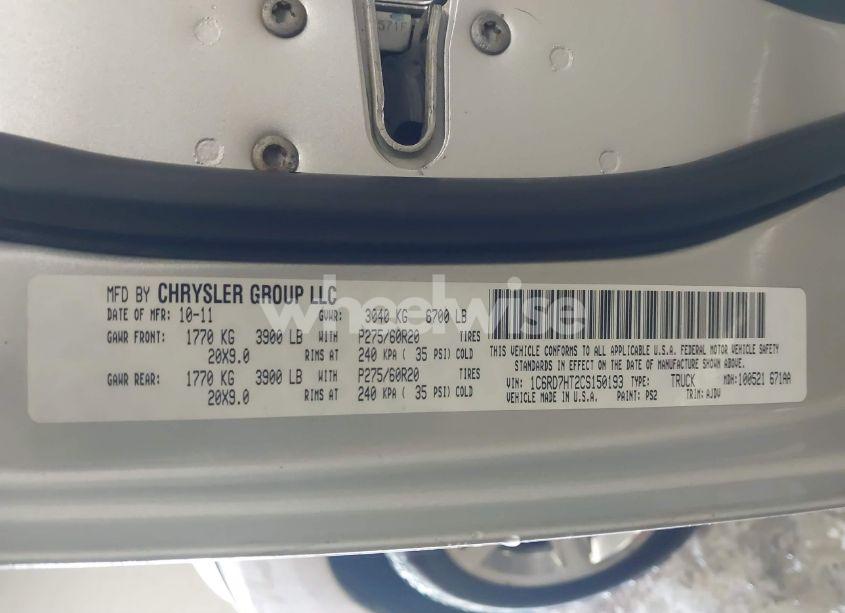 571F
MFD BY CHRYSLER GROUP LLC
DATE OF MFR: 10-11 GVWR: 3040 KG 6700 LB
GAWR FRONT: 1770 KG 3900 LB WITH P275/60R20 TIRES
20X9.0 RIMS AT 240 KPA ( 35 PSI) COLD
GAWR REAR: 1770 KG 3900 LB WITH P275/60R20 TIRES
20X9.0 RIMS AT 240 KPA ( 35 PSI) COLD
THIS VEHICLE CONFORMS TO ALL APPLICABLE U.S.A. FEDERAL MOTOR VEHICLE SAFETY
STANDARDS IN EFFECT ON THE DATE OF MANUFACTURE SHOWN ABOVE.
VIN: 1C6RD7HT2CS150193 TYPE: TRUCK MDH: 100521 671AA
VEHICLE MADE IN U.S.A. PAINT: PS2 TRIM: AJDV
wheelwise